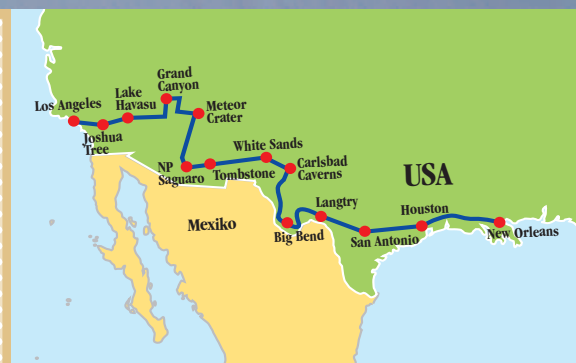 Grand
Canyon
Lake
Havasu
Los Angeles
Meteor
Crater
Joshua
Tree
White Sands
NP
Saguaro
Tombstone
Carlsbad
Caverns
USA
Mexiko
Langtry
Houston
Big Bend
San Antonio
New Orleans